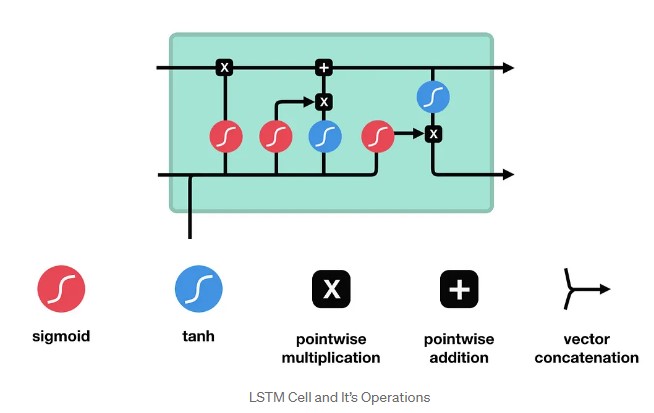 X
+
X
X
X
+
sigmoid
tanh
pointwise
multiplication
pointwise
addition
vector
concatenation
LSTM Cell and It's Operations